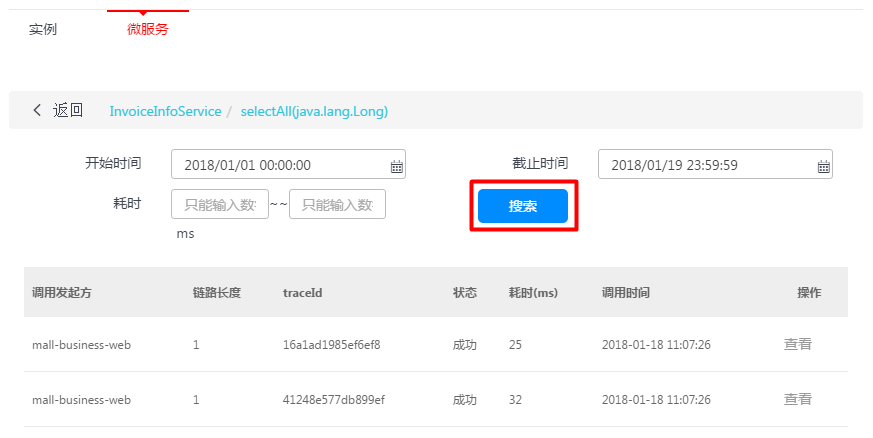 实例 微服务
返回 InvoiceInfoService / selectAll(java.lang.Long)
开始时间 2018/01/01 00:00:00 截止时间 2018/01/19 23:59:59
耗时 只能输入数 ~~ 只能输入数 搜索
ms
调用发起方 链路长度 traceId 状态 耗时(ms) 调用时间 操作
mall-business-web 1 16a1ad1985ef6ef8 成功 25 2018-01-18 11:07:26 查看
mall-business-web 1 41248e577db899ef 成功 32 2018-01-18 11:07:26 查看